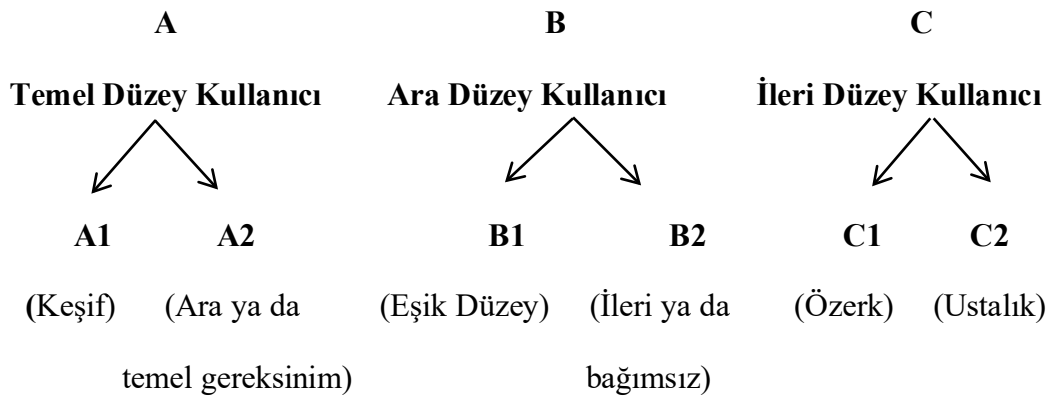 A B C
Temel Düzey Kullanıcı Ara Düzey Kullanıcı İleri Düzey Kullanıcı
A1 A2 B1 B2 C1 C2
(Keşif) (Ara ya da (Eşik Düzey) (İleri ya da (Özerk) (Ustalık)
temel gereksinim) bağımsız)